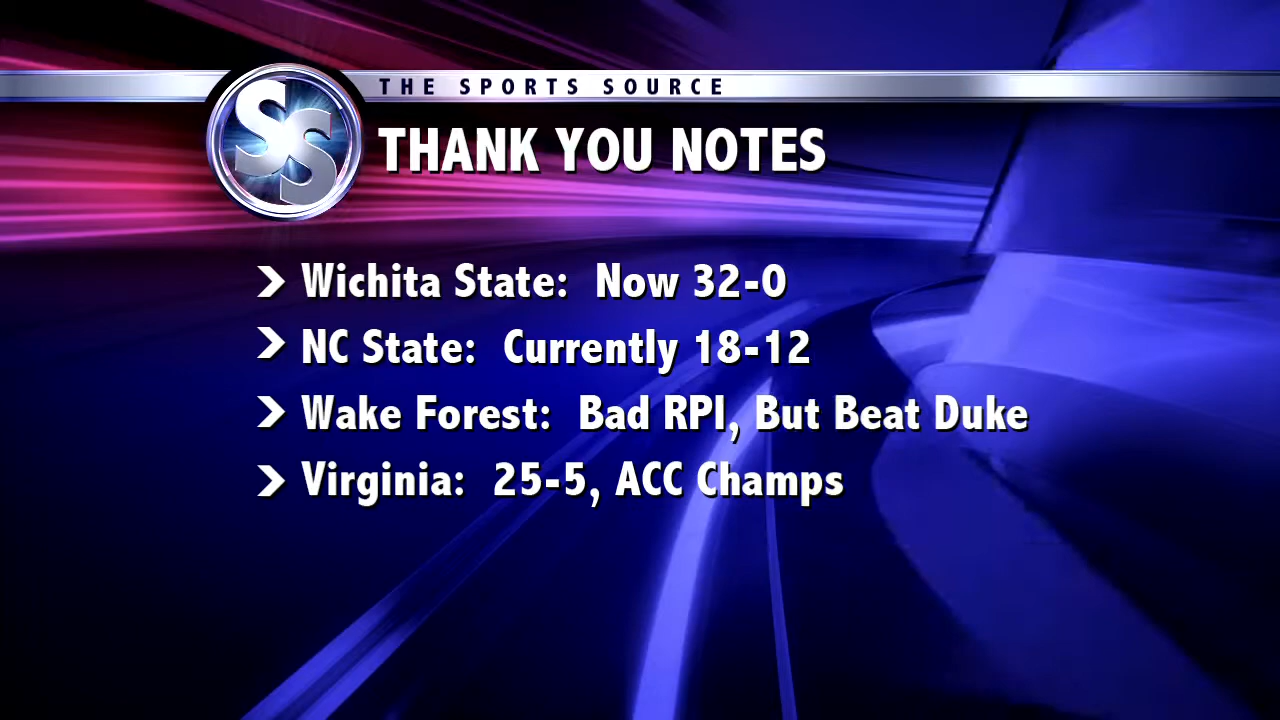 THE SPORTS SOURCE
SS
THANK YOU NOTES
Wichita State: Now 32-0
NC State: Currently 18-12
Wake Forest: Bad RPI, But Beat Duke
Virginia: 25-5, ACC Champs